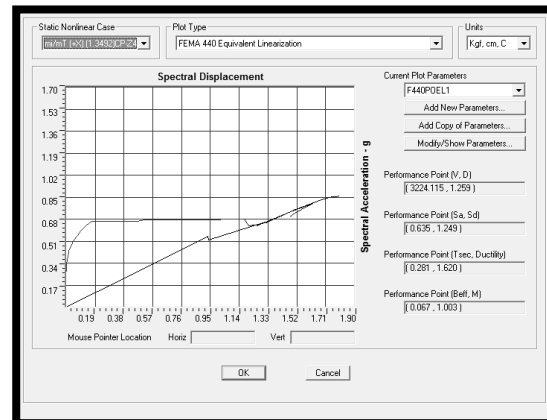 Static Nonlinear Case
Plot Type
FEMA 440 Equivalent Linearization
Units
Kgf, cm, C
Spectral Displacement
1.70
1.53
1.36
1.19
1.02
0.85
0.68
0.51
0.34
0.17
0.19 0.38 0.57 0.76 0.95 1.14 1.33 1.52 1.71 1.90
Spectral Acceleration - g
Mouse Pointer Location Horiz Vert
Current Plot Parameters
F440POEL1
Add New Parameters...
Add Copy of Parameters...
Modify/Show Parameters...
Performance Point (V, D)
( 3224.115 , 1.259 )
Performance Point (Sa, Sd)
( 0.635 , 1.249 )
Performance Point (Tsec, Ductility)
( 0.281 , 1.620 )
Performance Point (Beff, M)
( 0.067 , 1.003 )
OK
Cancel